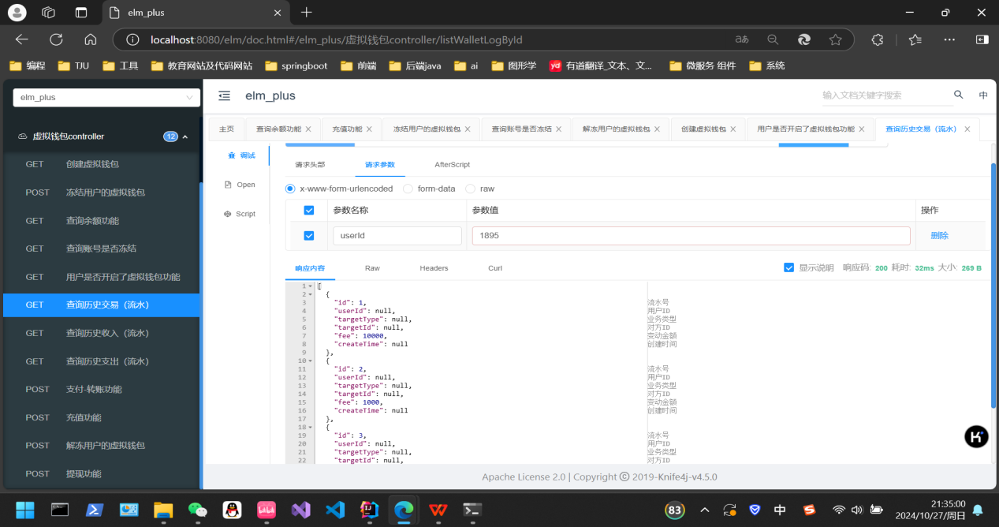 elm_plus
localhost:8080/elm/doc.html#/elm_plus/虚拟钱包controller/listWalletLogById
编程 TJU 工具 教育网站及代码网站 springboot 前端 后端java ai 图形学 yd 有道翻译_文本、文... 微服务 组件 系统
elm_plus
elm_plus
输入文档关键字搜索
中
虚拟钱包controller 12
GET 创建虚拟钱包
POST 冻结用户的虚拟钱包
GET 查询余额功能
GET 查询账号是否冻结
GET 用户是否开启了虚拟钱包功能
GET 查询历史交易（流水）
GET 查询历史收入（流水）
GET 查询历史支出（流水）
POST 支付-转账功能
POST 充值功能
POST 解冻用户的虚拟钱包
POST 提现功能
主页 查询余额功能 充值功能 冻结用户的虚拟钱包 查询账号是否冻结 解冻用户的虚拟钱包 创建虚拟钱包 用户是否开启了虚拟钱包功能 查询历史交易（流水）
调试
Open
Script
请求头部 请求参数 AfterScript
x-www-form-urlencoded form-data raw
参数名称 参数值 操作
userId 1895 删除
响应内容 Raw Headers Curl 显示说明 响应码: 200 耗时: 32ms 大小: 269 B
1 [
2 {
3 "id": 1, 流水号
4 "userId": null, 用户ID
5 "targetType": null, 业务类型
6 "targetId": null, 对方ID
7 "fee": 10000, 变动金额
8 "createTime": null 创建时间
9 },
10 {
11 "id": 2, 流水号
12 "userId": null, 用户ID
13 "targetType": null, 业务类型
14 "targetId": null, 对方ID
15 "fee": 1000, 变动金额
16 "createTime": null 创建时间
17 },
18 {
19 "id": 3, 流水号
20 "userId": null, 用户ID
21 "targetType": null, 业务类型
22 "targetId": null, 对方ID
Apache License 2.0 | Copyright © 2019-Knife4j-v4.5.0
83
中
21:35:00
2024/10/27/周日